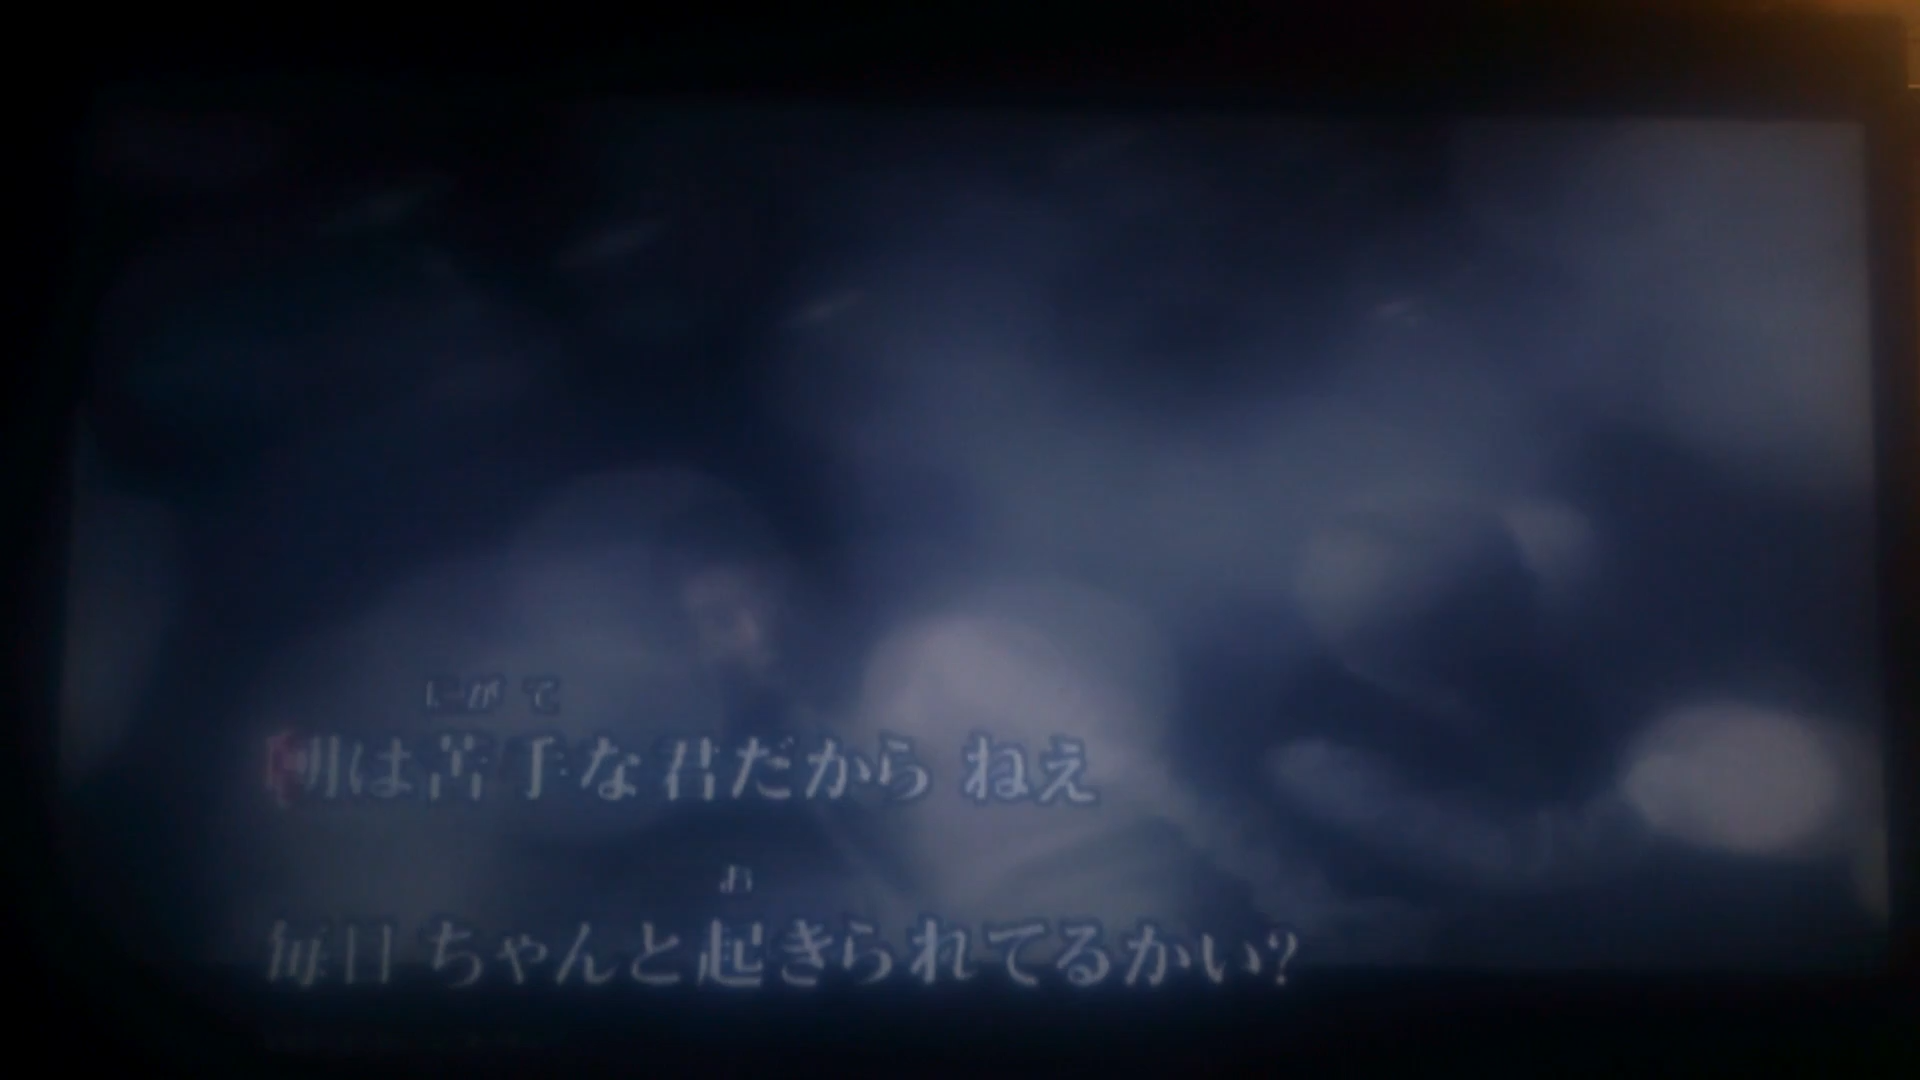 にがて
朝は苦手な君だから ねえ
お
毎日 ちゃんと起きられてるかい?